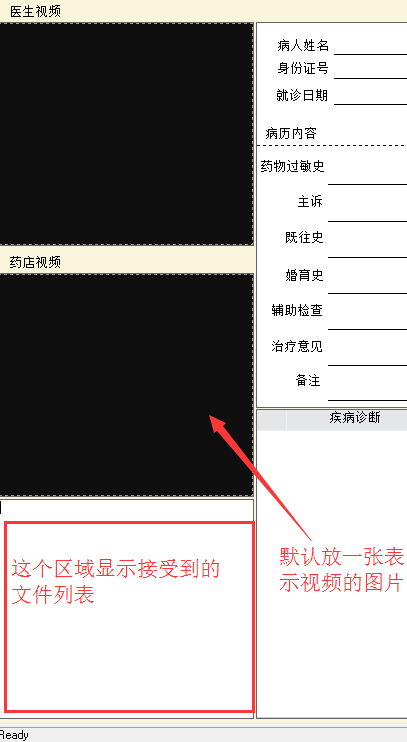 医生视频
药店视频
这个区域显示接受到的
文件列表
病人姓名
身份证号
就诊日期
病历内容
药物过敏史
主诉
既往史
婚育史
辅助检查
治疗意见
备注
疾病诊断
默认放一张表
示视频的图片
Ready